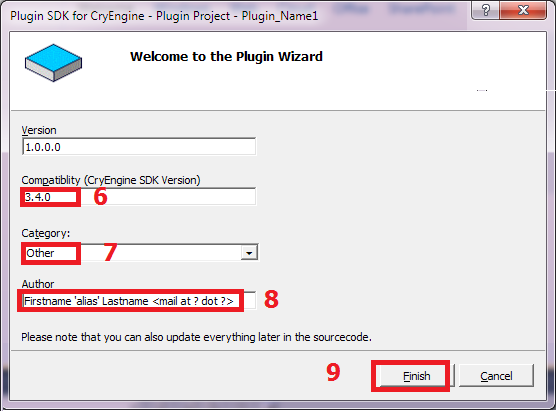 Plugin SDK for CryEngine - Plugin Project - Plugin_Name1
Welcome to the Plugin Wizard
Version
1.0.0.0
Compatiblity (CryEngine SDK Version)
3.4.0 6
Category:
Other 7
Author
Firstname 'alias' Lastname <mail at ? dot ?> 8
Please note that you can also update everything later in the sourcecode.
9 Finish Cancel